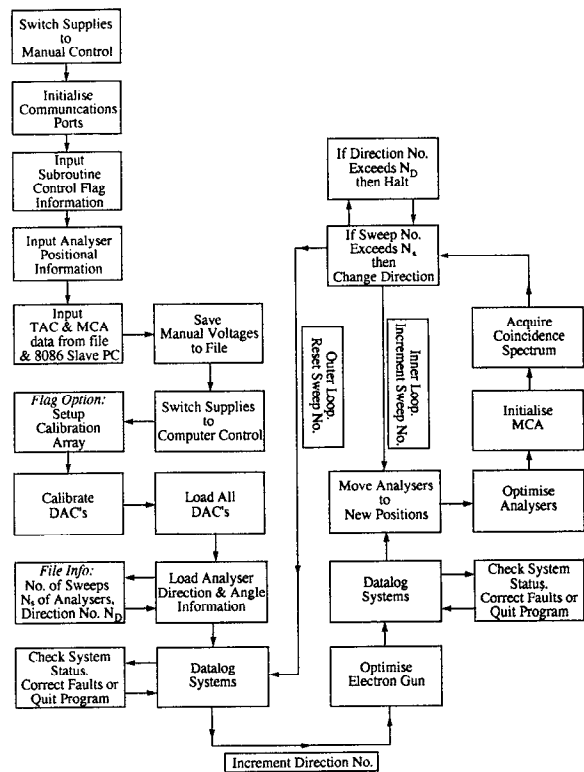 Switch Supplies
to
Manual Control
Initialise
Communications
Ports
Input
Subroutine
Control Flag
Information
Input Analyser
Positional
Information
Input
TAC & MCA
data from file
& 8086 Slave PC
Save
Manual Voltages
to File
Switch Supplies
to
Computer Control
Flag Option:
Setup
Calibration
Array
Calibrate
DAC's
Load All
DAC's
Load Analyser
Direction & Angle
Information
File Info:
No. of Sweeps
Ns of Analysers,
Direction No. ND
Datalog
Systems
Check System
Status.
Correct Faults or
Quit Program
Increment Direction No.
Optimise
Electron Gun
Datalog
Systems
Check System
Status.
Correct Faults or
Quit Program
Move Analysers
to
New Positions
Optimise
Analysers
Initialise
MCA
Acquire
Coincidence
Spectrum
If Sweep No.
Exceeds Ns
then
Change Direction
If Direction No.
Exceeds ND
then Halt
Outer Loop.
Reset Sweep No.
Inner Loop.
Increment Sweep No.